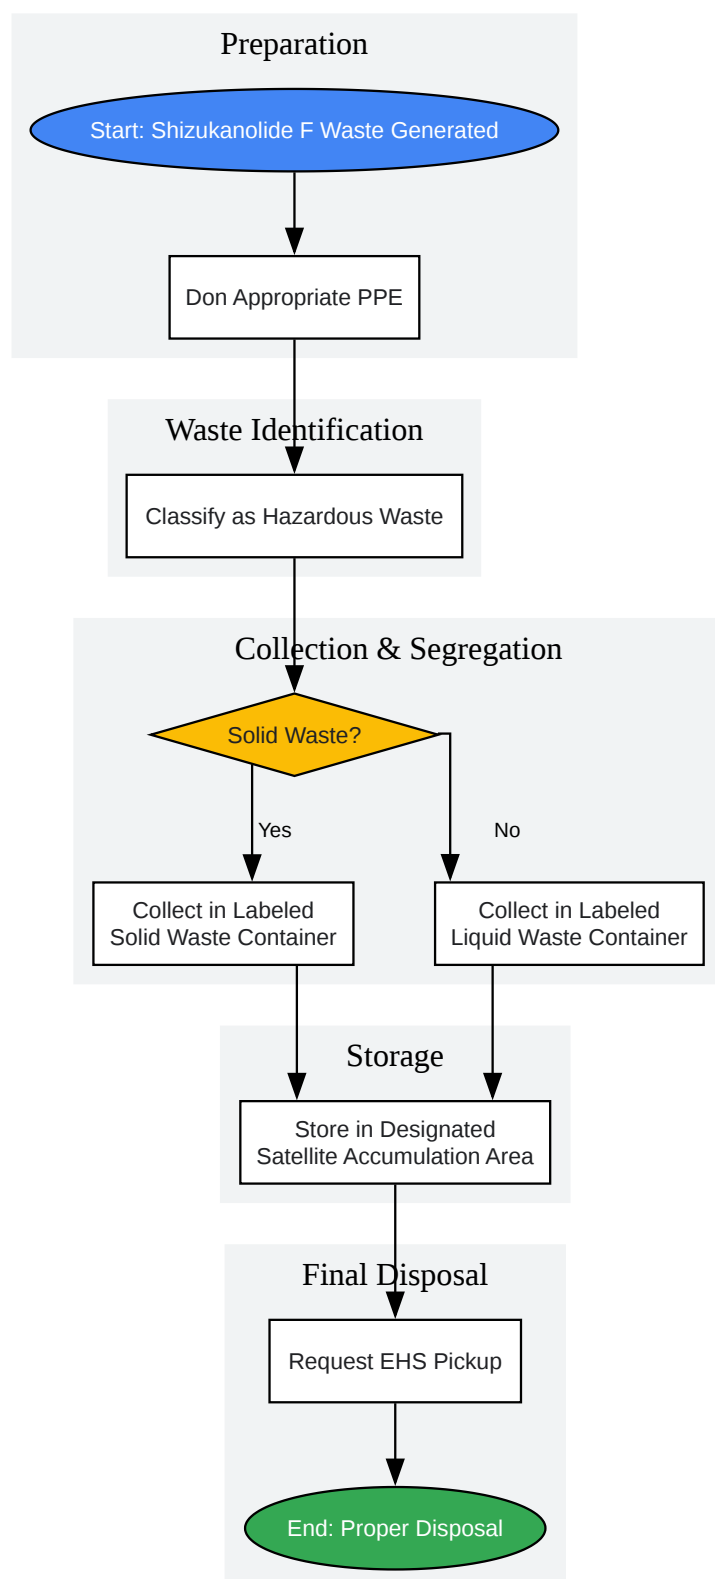 Preparation
Start: Shizukanolide F Waste Generated
Don Appropriate PPE
Waste Identification
Classify as Hazardous Waste
Collection & Segregation
Solid Waste?
Yes
No
Collect in Labeled
Solid Waste Container
Collect in Labeled
Liquid Waste Container
Storage
Store in Designated
Satellite Accumulation Area
Final Disposal
Request EHS Pickup
End: Proper Disposal